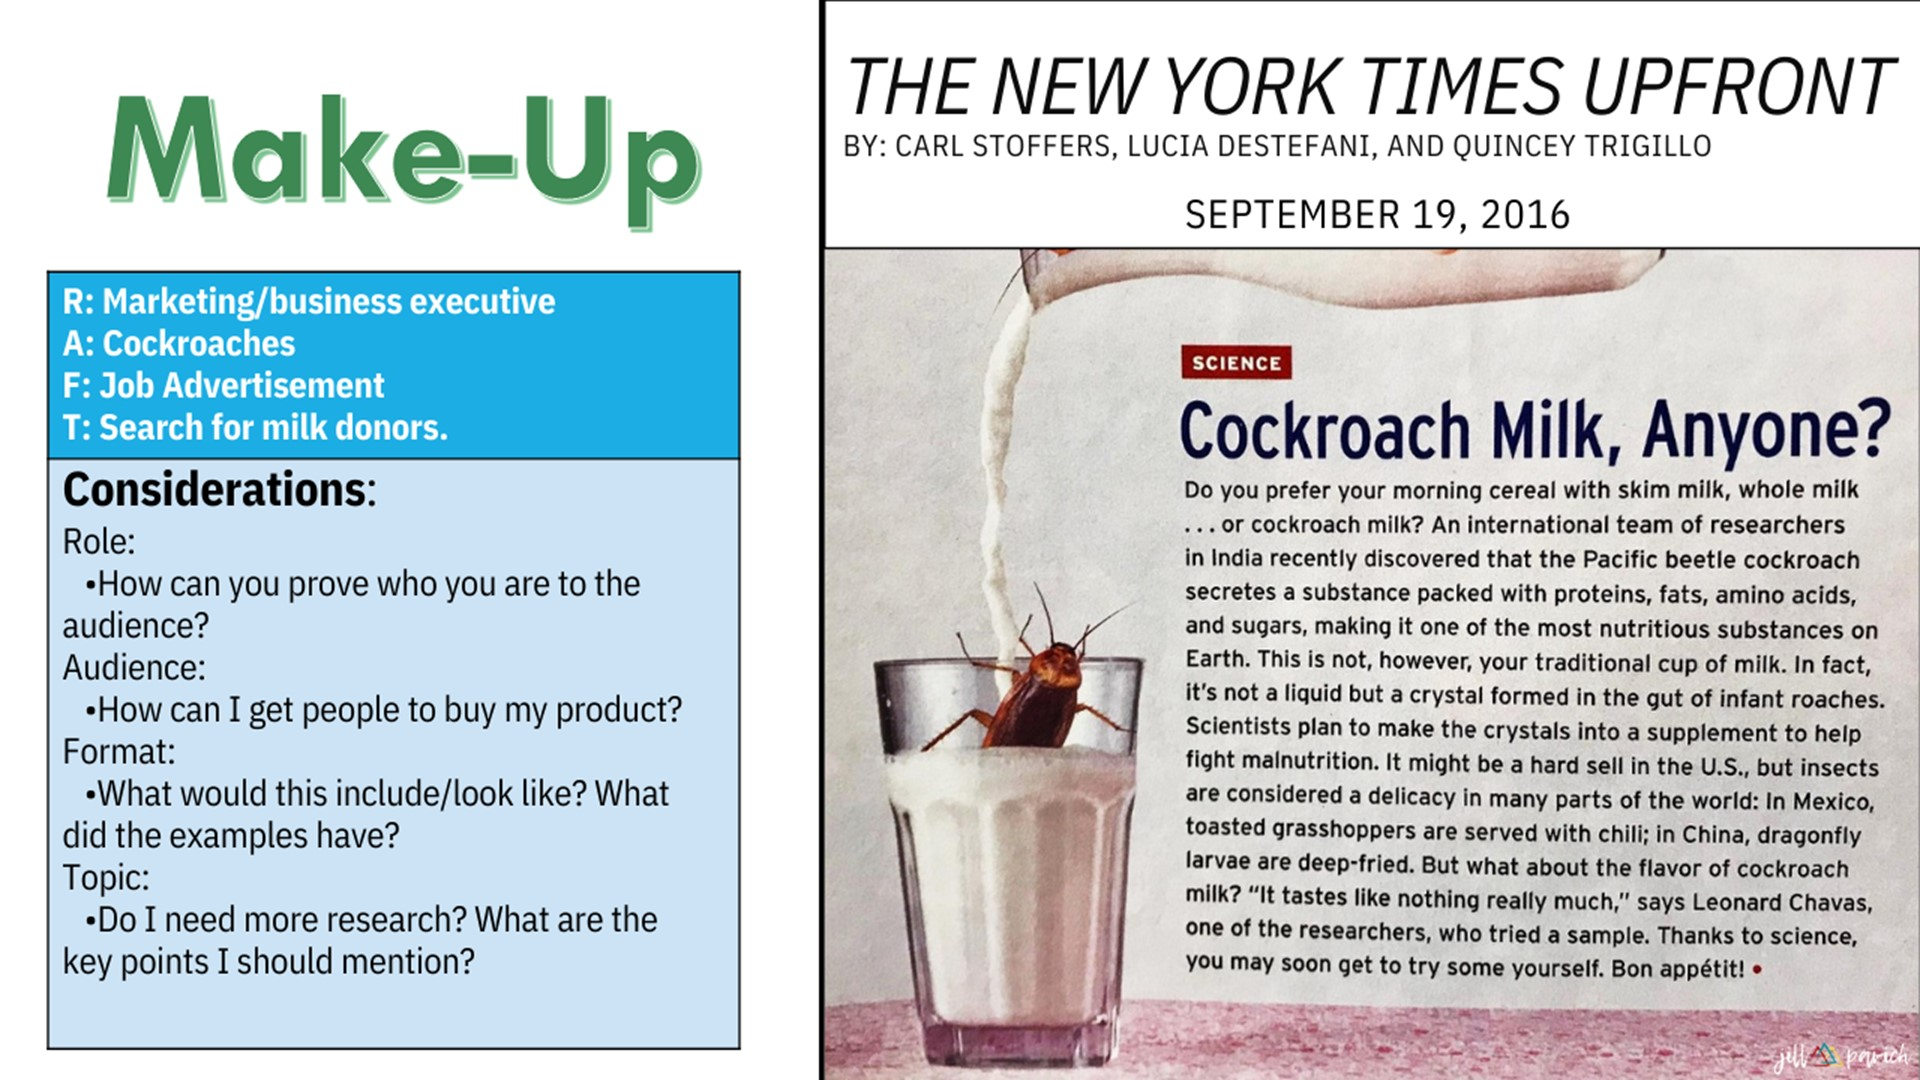 Make-Up
R: Marketing/business executive
A: Cockroaches
F: Job Advertisement
T: Search for milk donors.
Considerations:
Role:
•How can you prove who you are to the
audience?
Audience:
•How can I get people to buy my product?
Format:
•What would this include/look like? What
did the examples have?
Topic:
•Do I need more research? What are the
key points I should mention?
THE NEW YORK TIMES UPFRONT
BY: CARL STOFFERS, LUCIA DESTEFANI, AND QUINCEY TRIGILLO
SEPTEMBER 19, 2016
SCIENCE
Cockroach Milk, Anyone?
Do you prefer your morning cereal with skim milk, whole milk
. . . or cockroach milk? An international team of researchers
in India recently discovered that the Pacific beetle cockroach
secretes a substance packed with proteins, fats, amino acids,
and sugars, making it one of the most nutritious substances on
Earth. This is not, however, your traditional cup of milk. In fact,
it's not a liquid but a crystal formed in the gut of infant roaches.
Scientists plan to make the crystals into a supplement to help
fight malnutrition. It might be a hard sell in the U.S., but insects
are considered a delicacy in many parts of the world: In Mexico,
toasted grasshoppers are served with chili; in China, dragonfly
larvae are deep-fried. But what about the flavor of cockroach
milk? “It tastes like nothing really much,” says Leonard Chavas,
one of the researchers, who tried a sample. Thanks to science,
you may soon get to try some yourself. Bon appétit! •
jill pavich